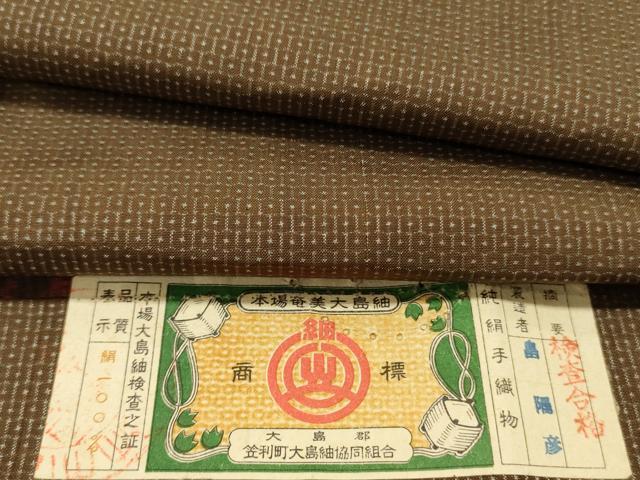 本場奄美大島紬
紬
商標
大島郡
笠利町大島紬協同組合
本場大島紬検査之証
品質表示
絹一〇〇%
純絹手織物
製造者
島陽彦
摘要
検査合格